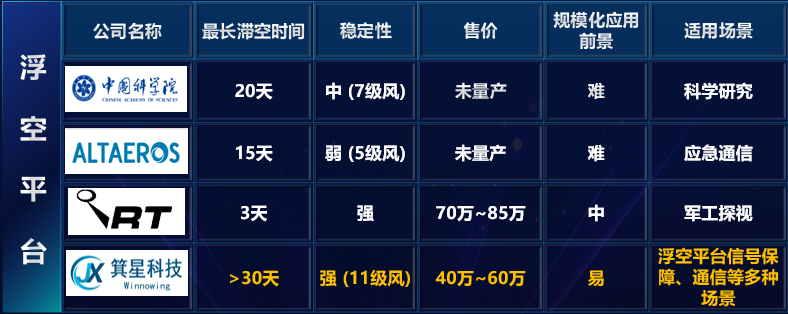 浮空平台
公司名称 最长滞空时间 稳定性 售价 规模化应用前景 适用场景
中国科学院 CHINESE ACADEMY OF SCIENCES 20天 中 (7级风) 未量产 难 科学研究
ALTAEROS 15天 弱 (5级风) 未量产 难 应急通信
RT 3天 强 70万~85万 中 军工探视
JX 箕星科技 Winnowing >30天 强 (11级风) 40万~60万 易 浮空平台信号保障、通信等多种场景